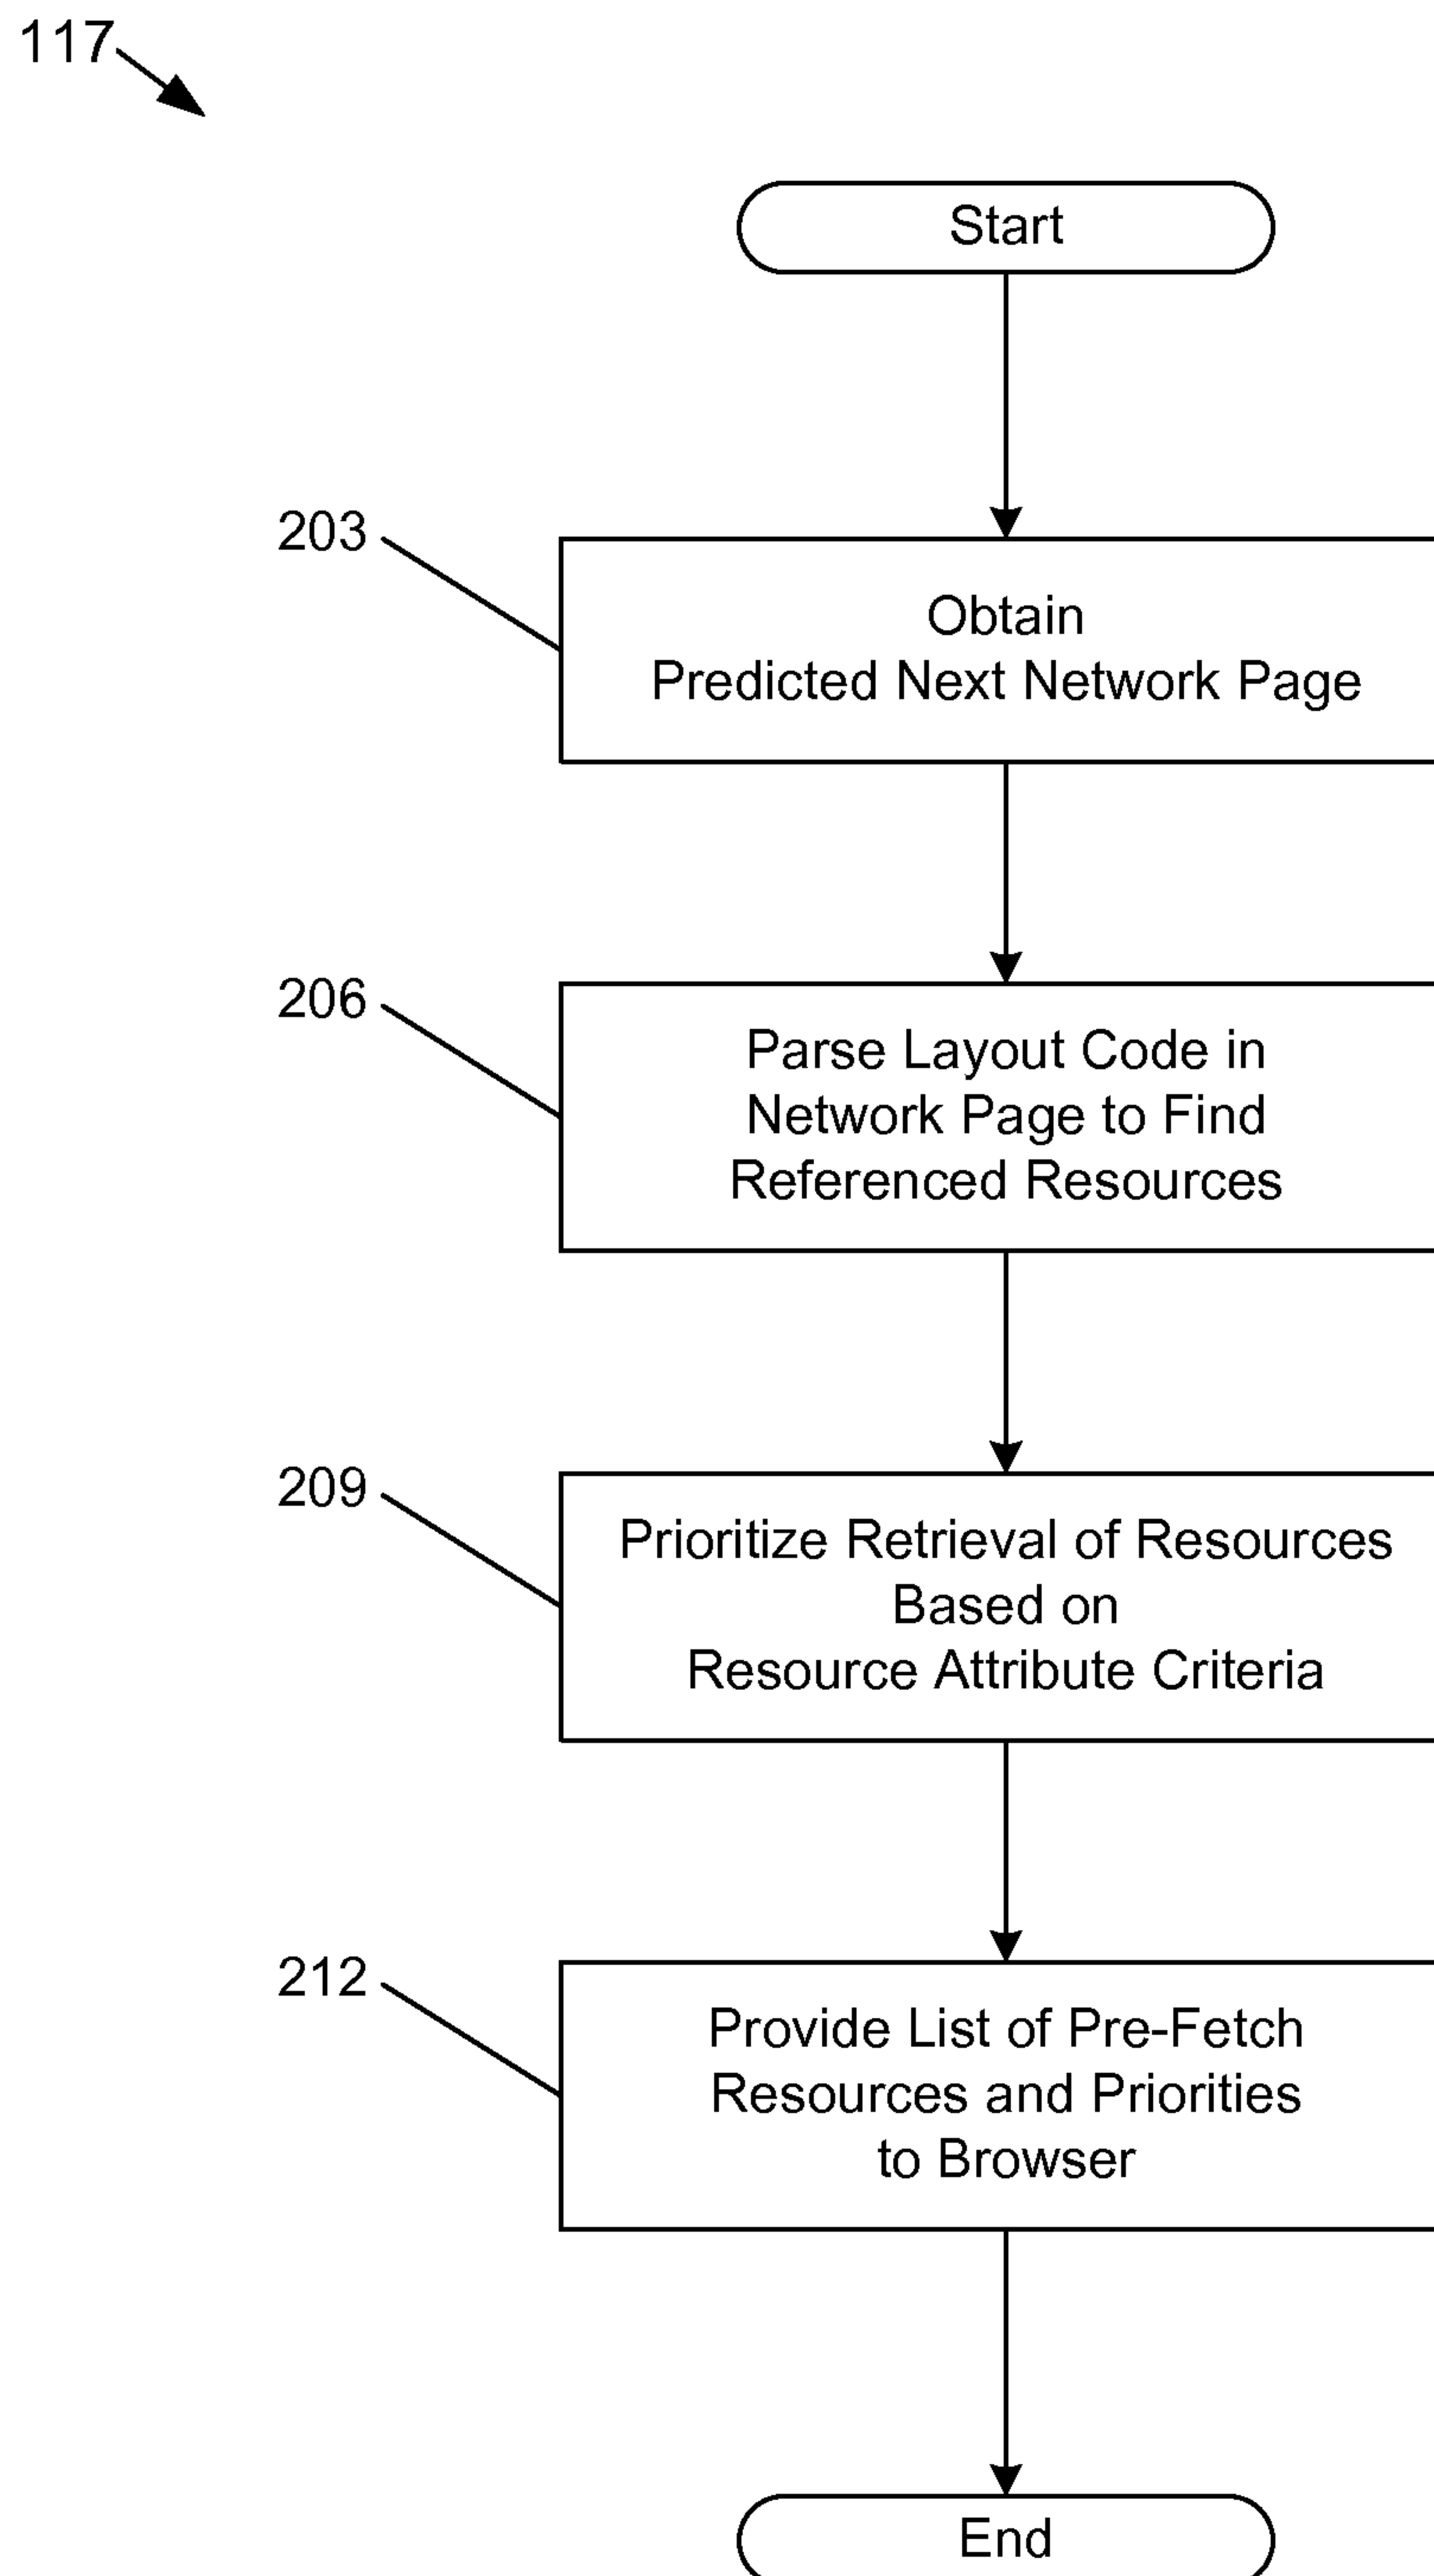 117
Start
203
Obtain
Predicted Next Network Page
206
Parse Layout Code in
Network Page to Find
Referenced Resources
209
Prioritize Retrieval of Resources
Based on
Resource Attribute Criteria
212
Provide List of Pre-Fetch
Resources and Priorities
to Browser
End